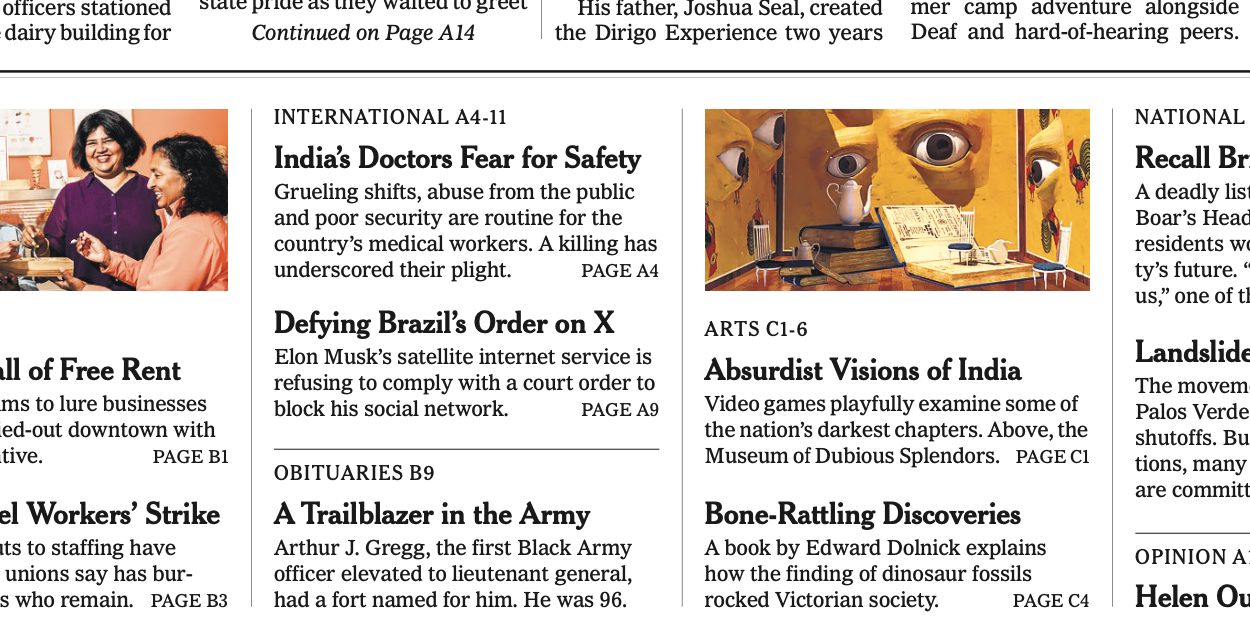 officers stationed
dairy building for
state pride as they waited to greet
Continued on Page A14
His father, Joshua Seal, created
the Dirigo Experience two years
mer camp adventure alongside
Deaf and hard-of-hearing peers.
all of Free Rent
ms to lure businesses
ied-out downtown with
tive. PAGE B1
el Workers’ Strike
uts to staffing have
unions say has bur-
s who remain. PAGE B3
INTERNATIONAL A4-11
India’s Doctors Fear for Safety
Grueling shifts, abuse from the public
and poor security are routine for the
country’s medical workers. A killing has
underscored their plight. PAGE A4
Defying Brazil’s Order on X
Elon Musk’s satellite internet service is
refusing to comply with a court order to
block his social network. PAGE A9
OBITUARIES B9
A Trailblazer in the Army
Arthur J. Gregg, the first Black Army
officer elevated to lieutenant general,
had a fort named for him. He was 96.
ARTS C1-6
Absurdist Visions of India
Video games playfully examine some of
the nation’s darkest chapters. Above, the
Museum of Dubious Splendors. PAGE C1
Bone-Rattling Discoveries
A book by Edward Dolnick explains
how the finding of dinosaur fossils
rocked Victorian society. PAGE C4
NATIONAL
Recall Bri
A deadly list
Boar’s Head
residents wo
ty’s future. “
us,” one of th
Landslide
The moveme
Palos Verde
shutoffs. Bu
tions, many
are committ
OPINION A1
Helen Ou